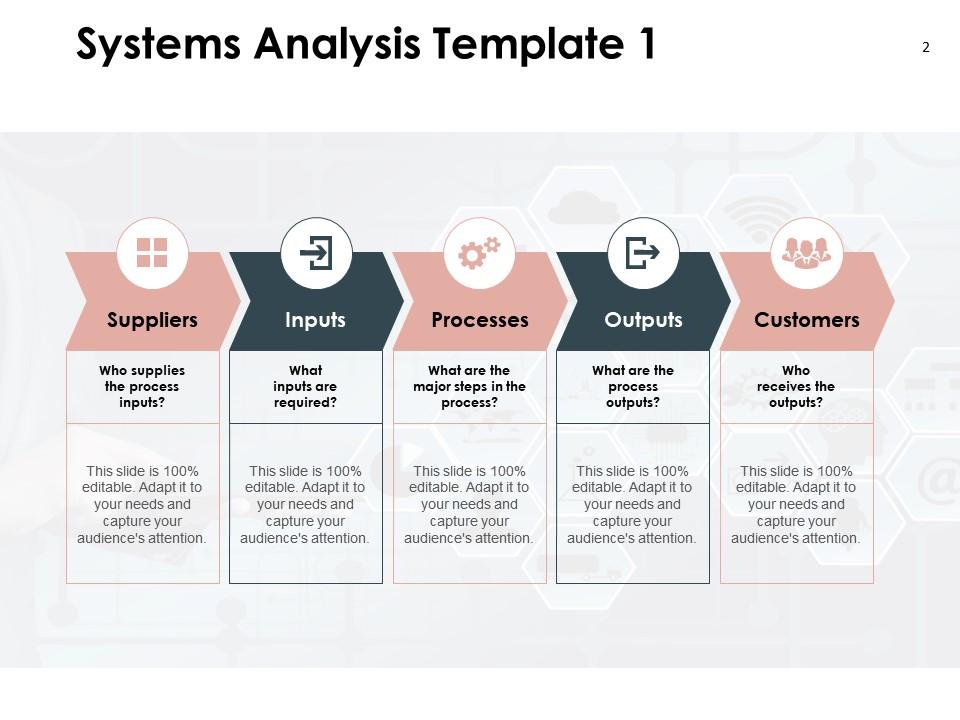 Systems Analysis Template 1
2
Suppliers
Inputs
Processes
Outputs
Customers
Who supplies
the process
inputs?
What
inputs are
required?
What are the
major steps in the
process?
What are the
process
outputs?
Who
receives the
outputs?
This slide is 100%
editable. Adapt it to
your needs and
capture your
audience's attention.
This slide is 100%
editable. Adapt it to
your needs and
capture your
audience's attention.
This slide is 100%
editable. Adapt it to
your needs and
capture your
audience's attention.
This slide is 100%
editable. Adapt it to
your needs and
capture your
audience's attention.
This slide is 100%
editable. Adapt it to
your needs and
capture your
audience's attention.
@